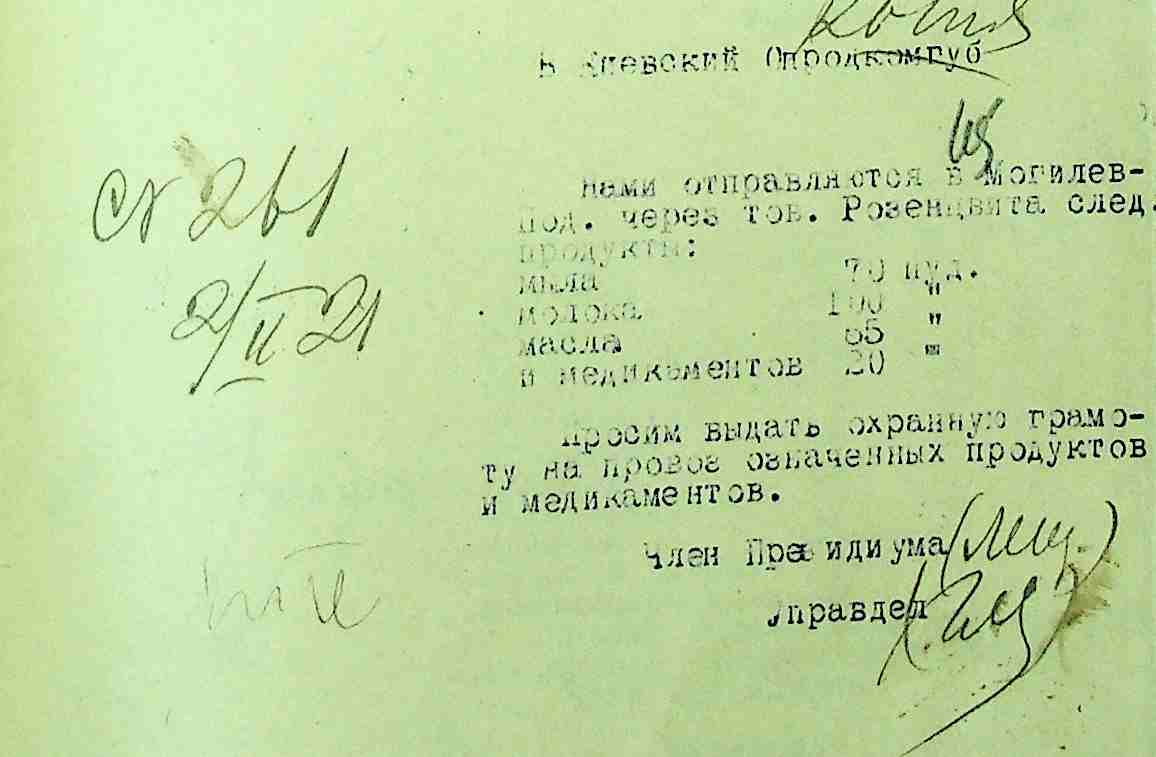 Копия
В Киевский Опродкомгуб
№ 261
2/II 21
Нами отправляются в Могилев-
Под. через тов. Розенцвита след.
продукты:
мыла 70 пуд.
молока 100 "
масла 65 "
и медикаментов 20 "
Просим выдать охранную грамо-
ту на провоз означенных продуктов
и медикаментов.
Член Президиума
Управдел